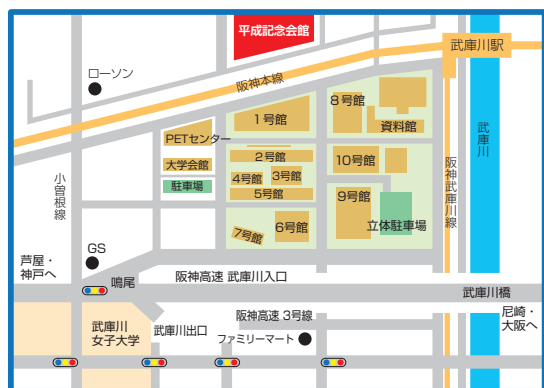 平成記念会館
武庫川駅
ローソン
阪神本線
1号館
8号館
資料館
武庫川
PETセンター
2号館
10号館
大学会館
4号館
3号館
阪神武庫川線
小曽根線
駐車場
5号館
9号館
立体駐車場
7号館
6号館
GS
芦屋・
神戸へ
鳴尾
阪神高速 武庫川入口
武庫川橋
尼崎・
大阪へ
阪神高速 3号線
武庫川
女子大学
武庫川出口
ファミリーマート